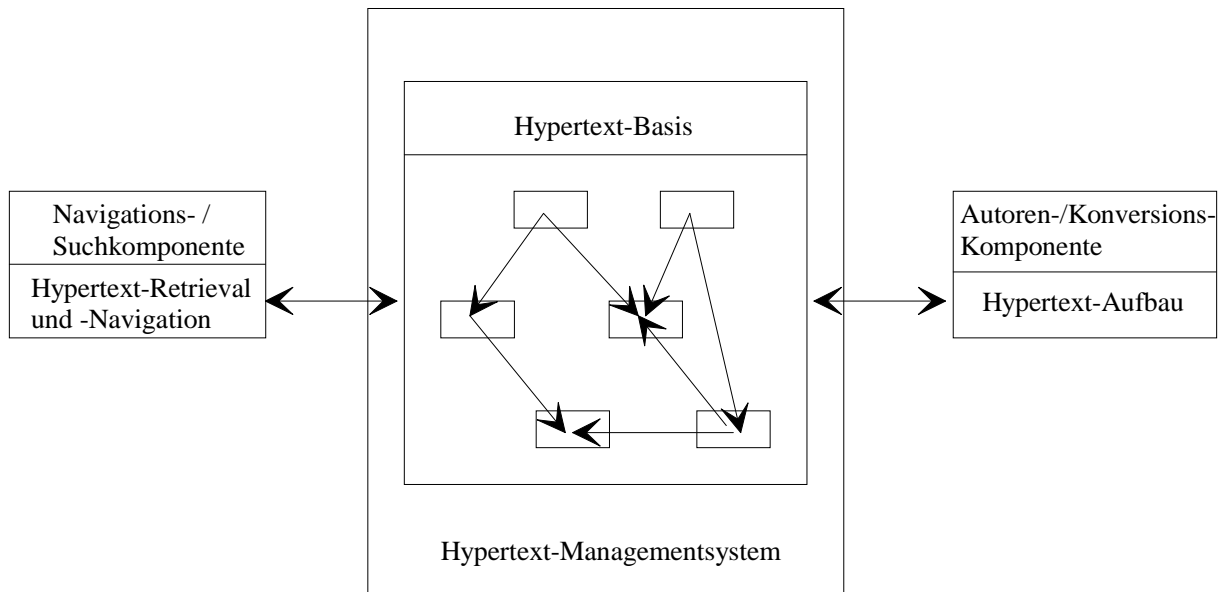 Hypertext-Basis
Navigations- /
Suchkomponente
Hypertext-Retrieval
und -Navigation
Autoren-/Konversions-
Komponente
Hypertext-Aufbau
Hypertext-Managementsystem